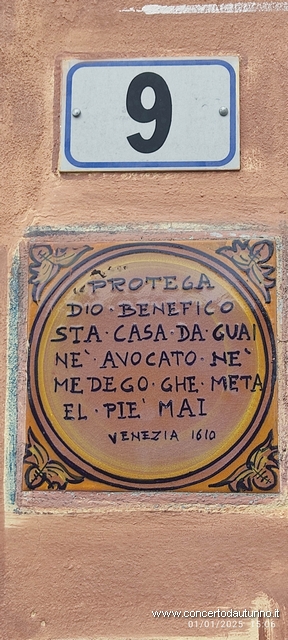 9
PROTEGA
DIO · BENEFICO
STA CASA · DA · GUAI
NE` · AVOCATO · NE`
MEDEGO · GHE · META
EL · PIE` MAI
VENEZIA 1610
www.concertodautunno.it
01/01/2025 15:06